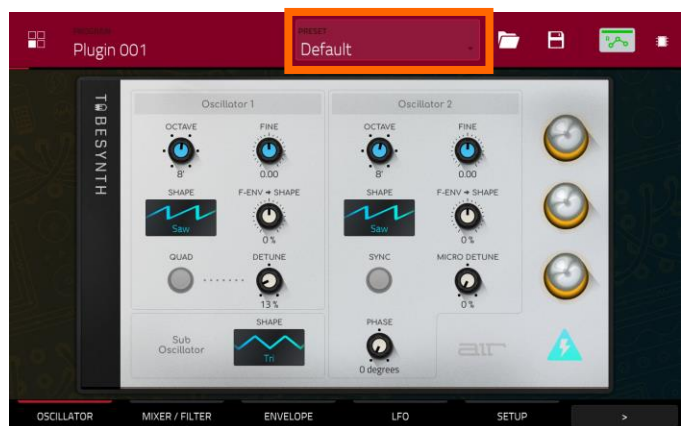 PROGRAM
Plugin 001
PRESET
Default
TUBESYNTH
Oscillator 1
OCTAVE
FINE
8'
0.00
SHAPE
F-ENV → SHAPE
Saw
0 %
QUAD
DETUNE
13 %
Sub
Oscillator
SHAPE
Tri
Oscillator 2
OCTAVE
FINE
8'
0.00
SHAPE
F-ENV → SHAPE
Saw
0 %
SYNC
MICRO DETUNE
0 %
PHASE
0 degrees
air
OSCILLATOR
MIXER / FILTER
ENVELOPE
LFO
SETUP
>